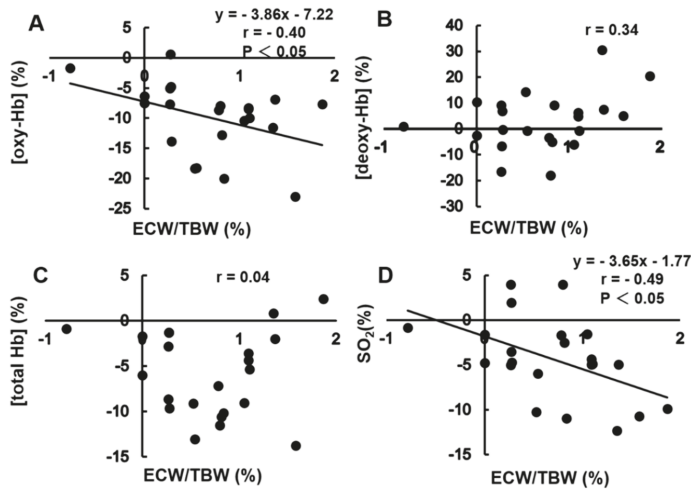 A
y = - 3.86x - 7.22
r = - 0.40
P < 0.05
[oxy-Hb] (%)
5
0
-5
-10
-15
-20
-25
-1
0
1
2
ECW/TBW (%)
B
r = 0.34
[deoxy-Hb] (%)
40
30
20
10
0
-10
-20
-30
-1
0
1
2
ECW/TBW (%)
C
r = 0.04
[total Hb] (%)
5
0
-5
-10
-15
-1
0
1
2
ECW/TBW (%)
D
y = - 3.65x - 1.77
r = - 0.49
P < 0.05
SO₂(%)
5
0
-5
-10
-15
-1
0
1
2
ECW/TBW (%)